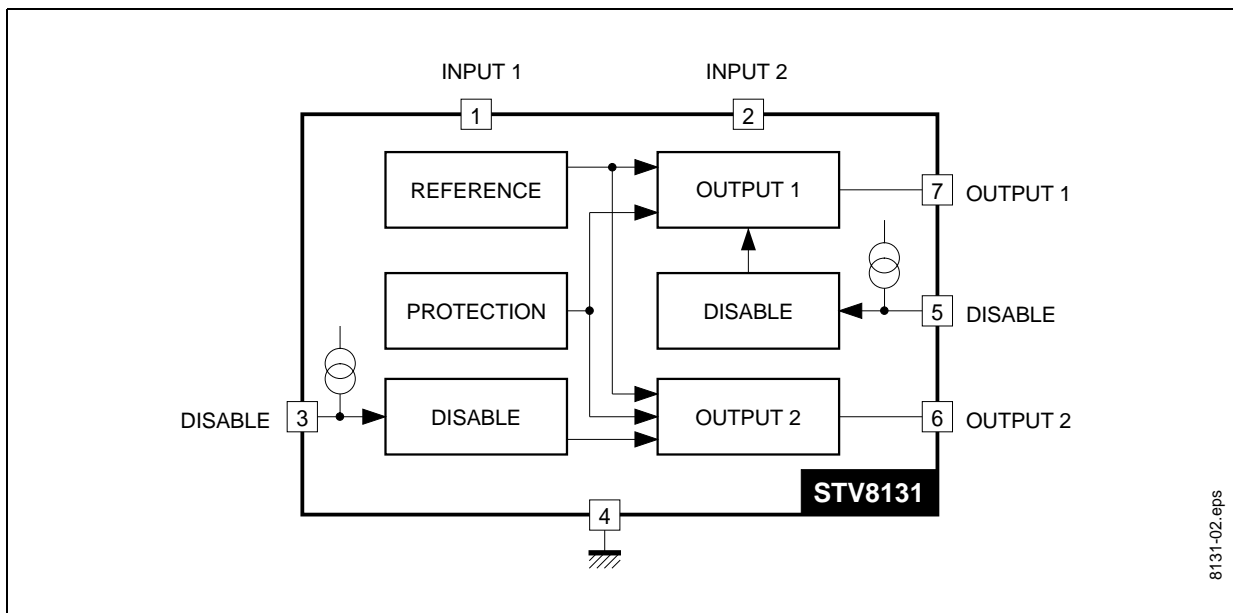 INPUT 1 INPUT 2
1 2
REFERENCE OUTPUT 1 7 OUTPUT 1
PROTECTION DISABLE 5 DISABLE
DISABLE 3 DISABLE OUTPUT 2 6 OUTPUT 2
STV8131
4
8131-02.eps